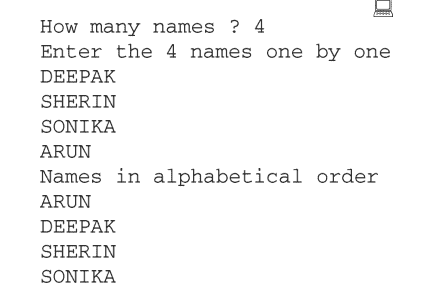 How many names ? 4
Enter the 4 names one by one
DEEPAK
SHERIN
SONIKA
ARUN
Names in alphabetical order
ARUN
DEEPAK
SHERIN
SONIKA